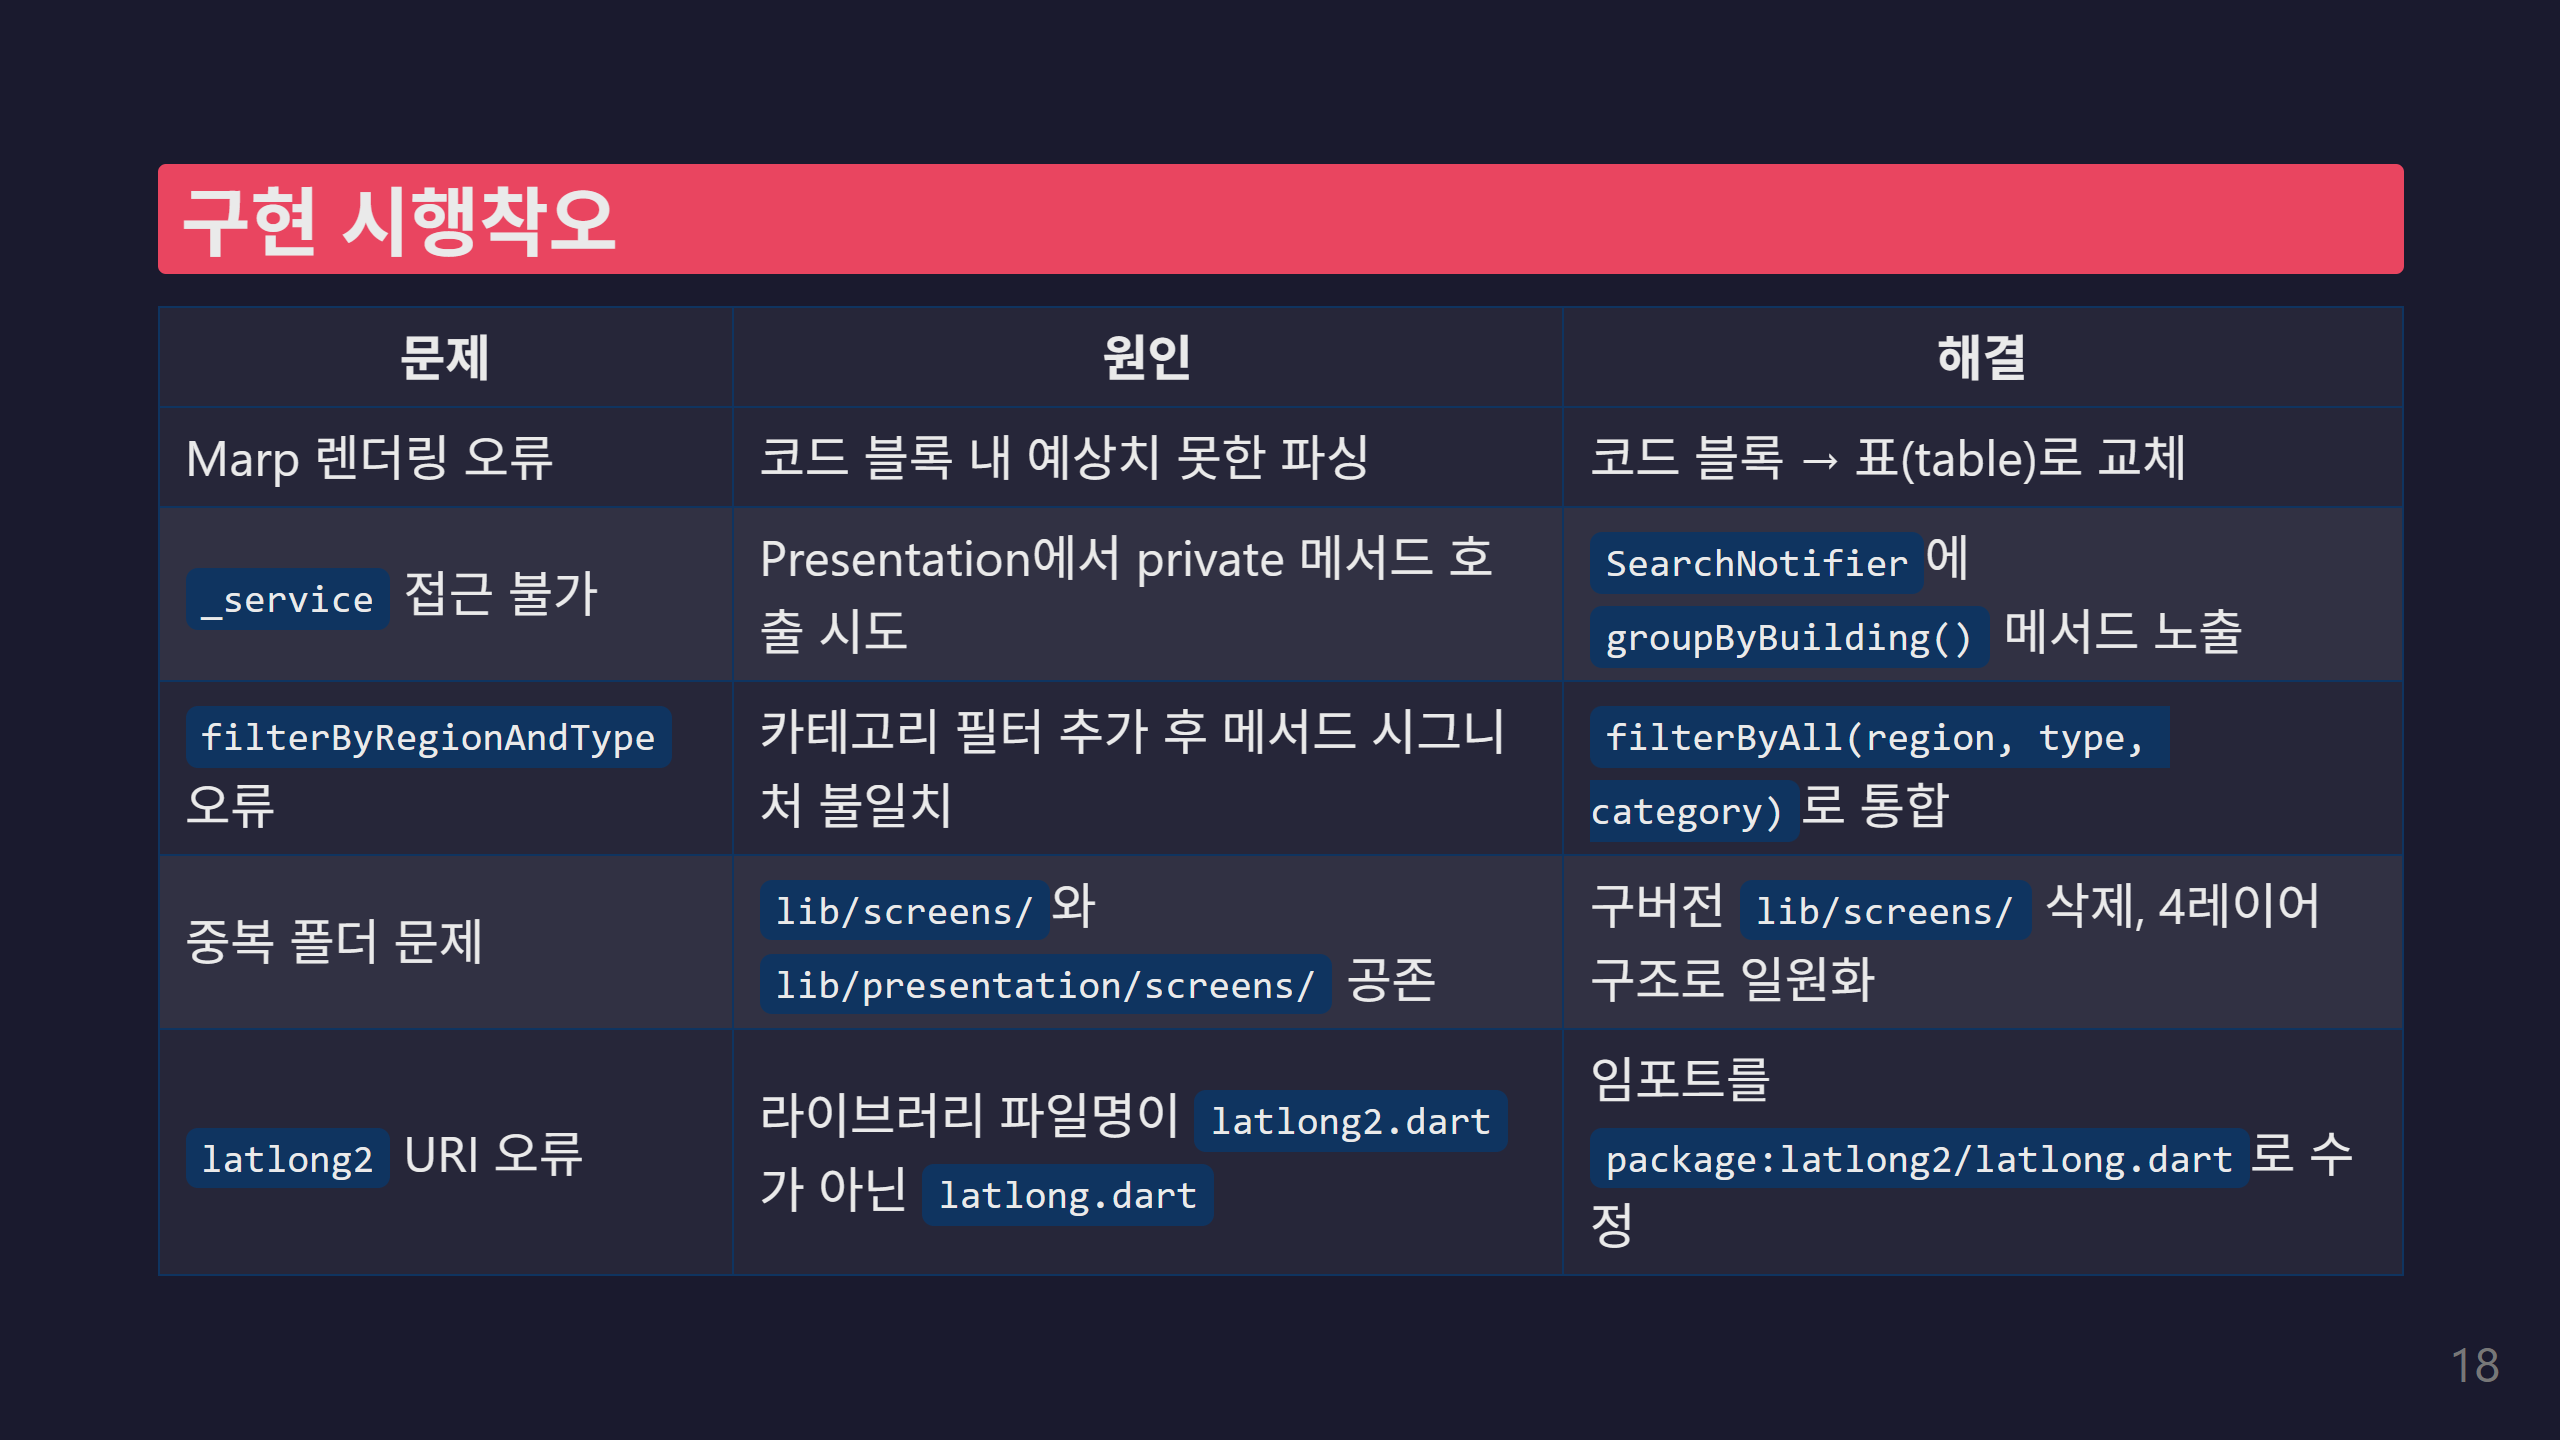 구현 시행착오
문제 원인 해결
Marp 렌더링 오류 코드 블록 내 예상치 못한 파싱 코드 블록 → 표(table)로 교체
_service 접근 불가
Presentation에서 private 메서드 호
출 시도
SearchNotifier에
groupByBuilding() 메서드 노출
filterByRegionAndType
오류
카테고리 필터 추가 후 메서드 시그니
처 불일치
filterByAll(region, type,
category)로 통합
중복 폴더 문제
lib/screens/와
lib/presentation/screens/ 공존
구버전 lib/screens/ 삭제, 4레이어
구조로 일원화
latlong2 URI 오류
라이브러리 파일명이 latlong2.dart
가 아닌 latlong.dart
임포트를
package:latlong2/latlong.dart로 수
정
18